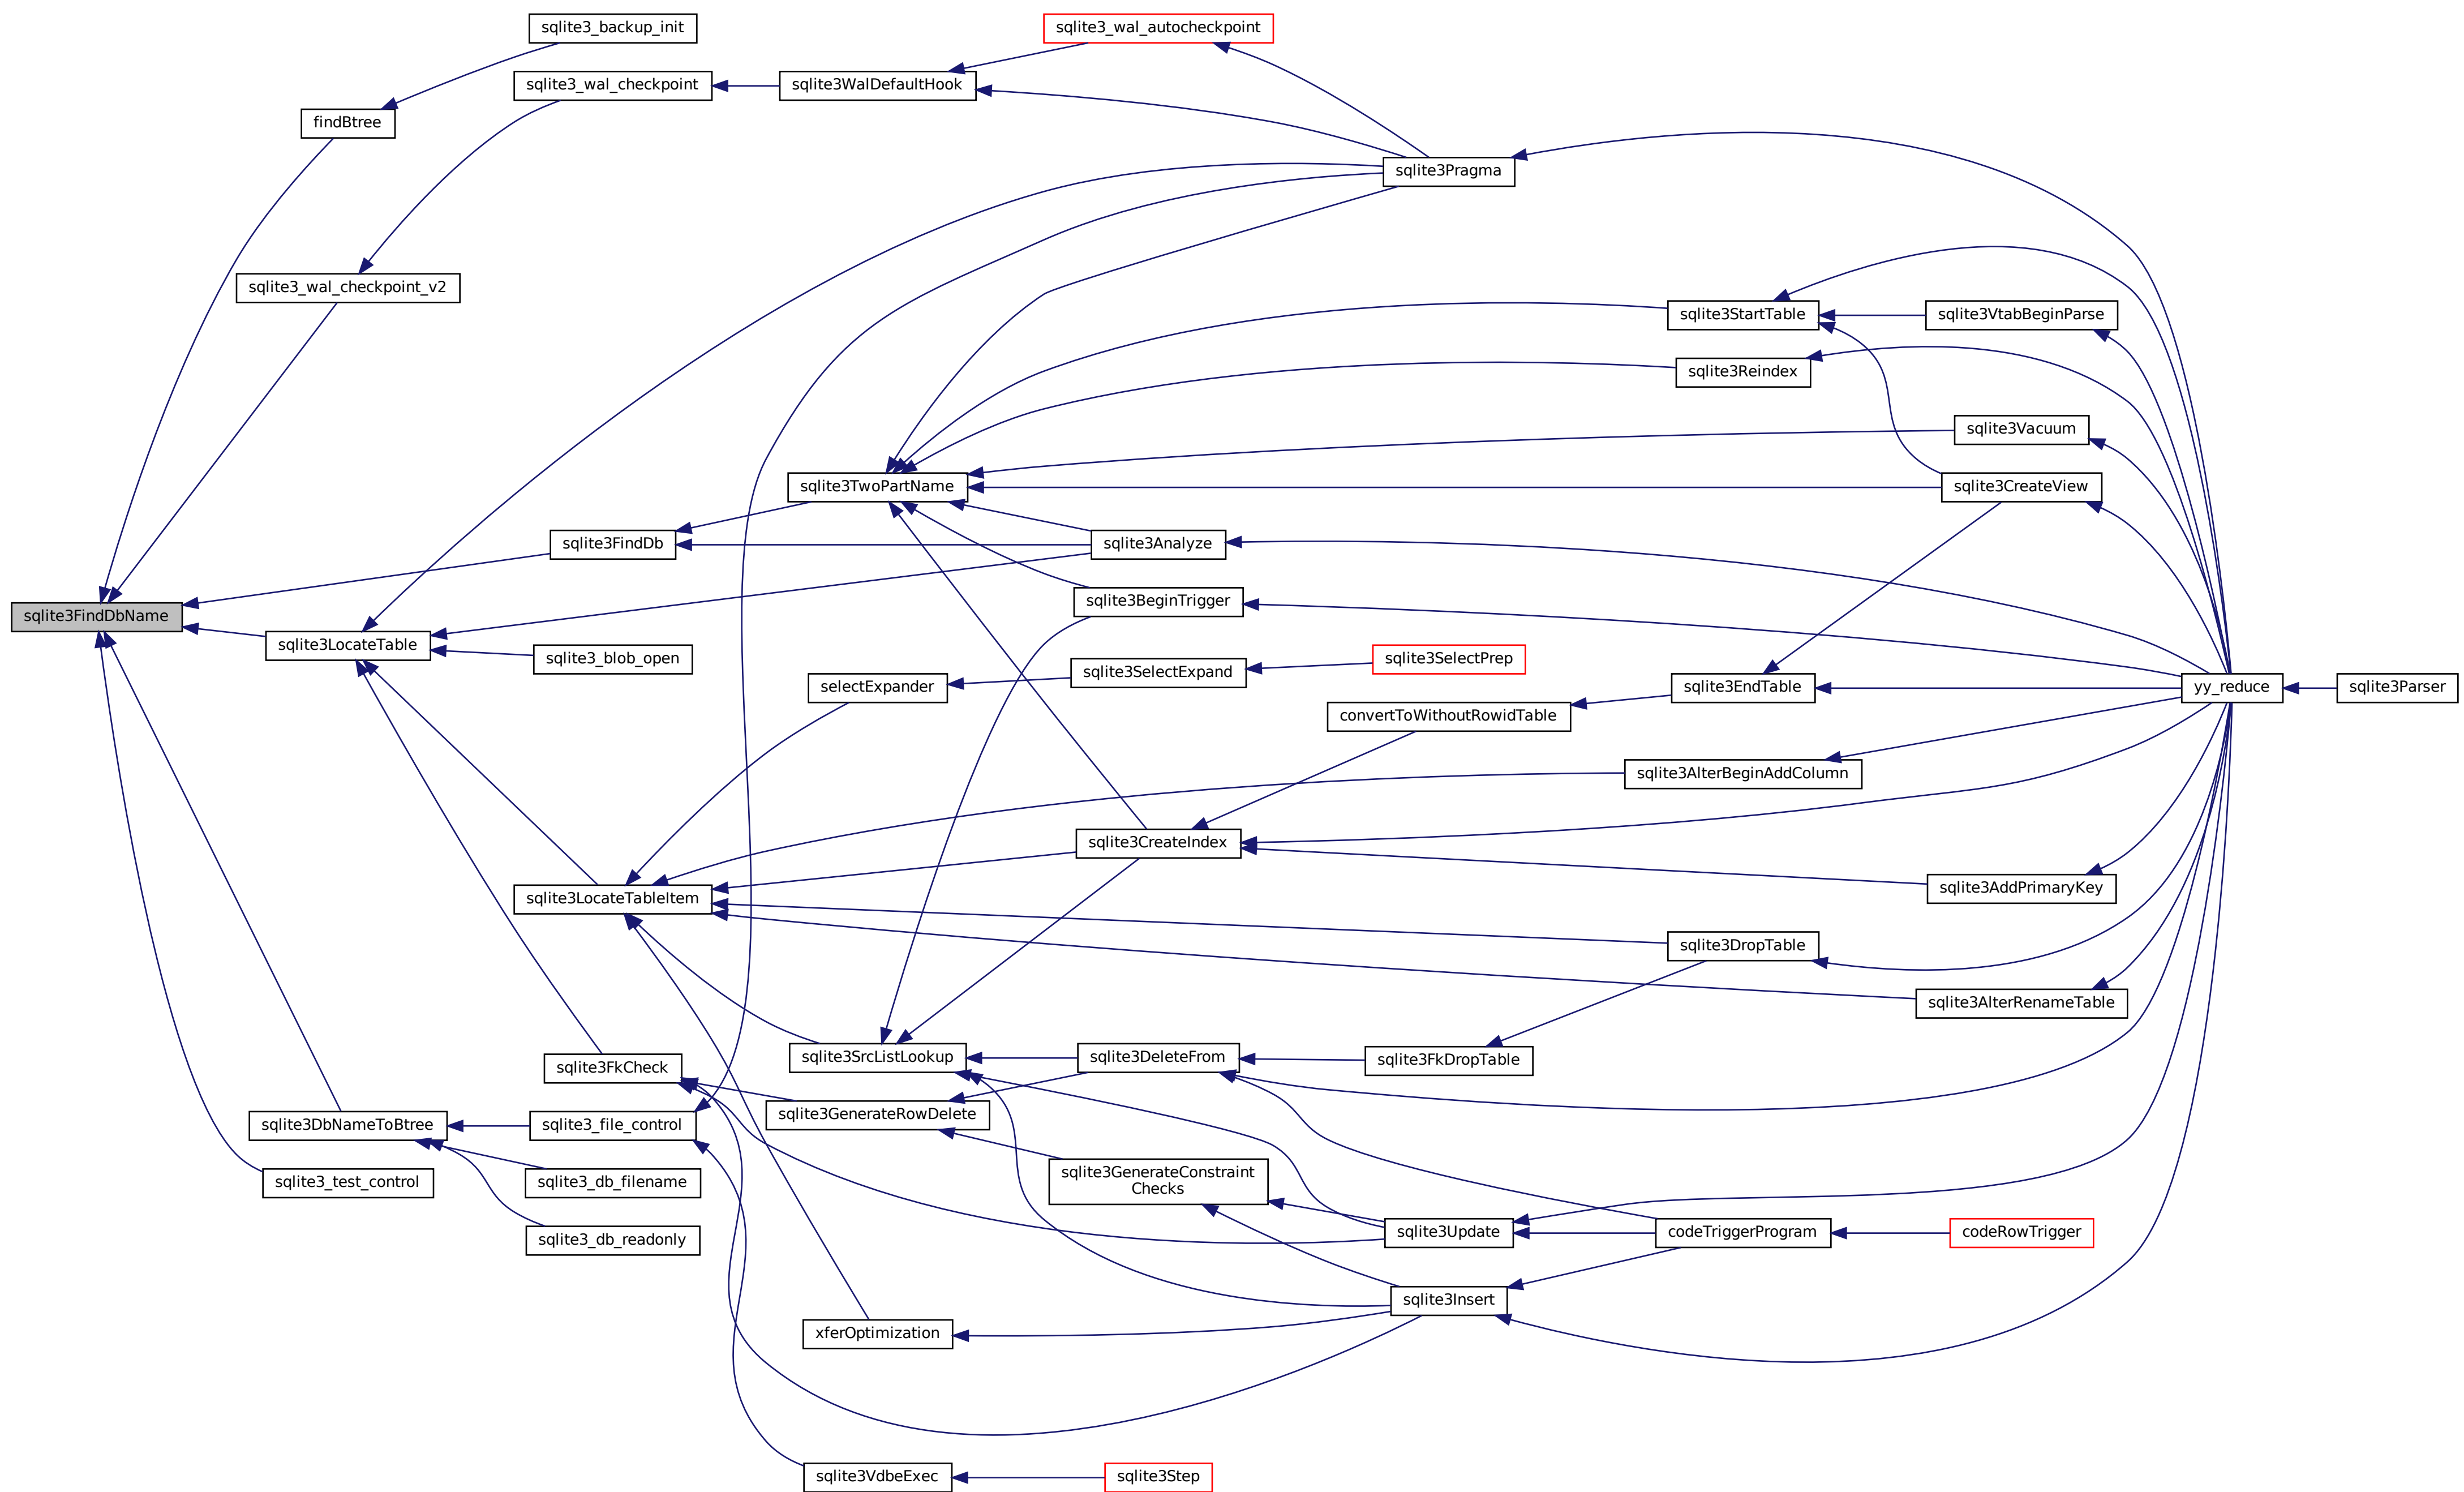 sqlite3_backup_init
sqlite3_wal_autocheckpoint
sqlite3_wal_checkpoint
sqlite3WalDefaultHook
findBtree
sqlite3Pragma
sqlite3_wal_checkpoint_v2
sqlite3StartTable
sqlite3VtabBeginParse
sqlite3Reindex
sqlite3Vacuum
sqlite3TwoPartName
sqlite3CreateView
sqlite3FindDb
sqlite3Analyze
sqlite3BeginTrigger
sqlite3FindDbName
sqlite3LocateTable
sqlite3_blob_open
sqlite3SelectPrep
sqlite3SelectExpand
selectExpander
sqlite3EndTable
yy_reduce
sqlite3Parser
convertToWithoutRowidTable
sqlite3AlterBeginAddColumn
sqlite3CreateIndex
sqlite3AddPrimaryKey
sqlite3LocateTableItem
sqlite3DropTable
sqlite3AlterRenameTable
sqlite3SrcListLookup
sqlite3DeleteFrom
sqlite3FkDropTable
sqlite3FkCheck
sqlite3GenerateRowDelete
sqlite3DbNameToBtree
sqlite3_file_control
sqlite3_test_control
sqlite3_db_filename
sqlite3GenerateConstraint
Checks
sqlite3_db_readonly
sqlite3Update
codeTriggerProgram
codeRowTrigger
sqlite3Insert
xferOptimization
sqlite3VdbeExec
sqlite3Step